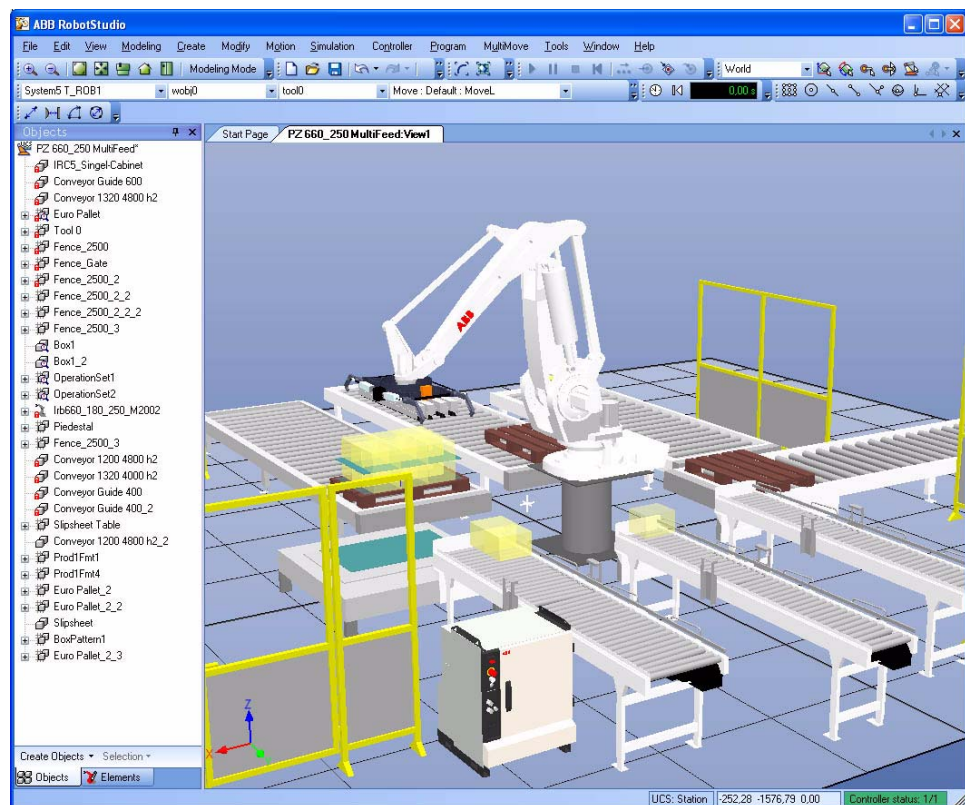 ABB RobotStudio
File Edit View Modeling Create Modify Motion Simulation Controller Program MultiMove Tools Window Help
Modeling Mode World
System5 T_ROB1 wobj0 tool0 Move : Default : MoveL 0,00 s
Objects
Start Page PZ 660_250 MultiFeed:View1
PZ 660_250 MultiFeed*
IRC5_Singel-Cabinet
Conveyor Guide 600
Conveyor 1320 4800 h2
Euro Pallet
Tool 0
Fence_2500
Fence_Gate
Fence_2500_2
Fence_2500_2_2
Fence_2500_2_2_2
Fence_2500_3
Box1
Box1_2
OperationSet1
OperationSet2
Irb660_180_250_M2002
Piedestal
Fence_2500_3
Conveyor 1200 4800 h2
Conveyor 1320 4000 h2
Conveyor Guide 400
Conveyor Guide 400_2
Slipsheet Table
Conveyor 1200 4800 h2_2
Prod1Fmt1
Prod1Fmt4
Euro Pallet_2
Euro Pallet_2_2
Slipsheet
BoxPattern1
Euro Pallet_2_3
ABB
Z
X
Create Objects Selection
Objects Elements
UCS: Station -252,28 -1576,79 0,00 Controller status: 1/1